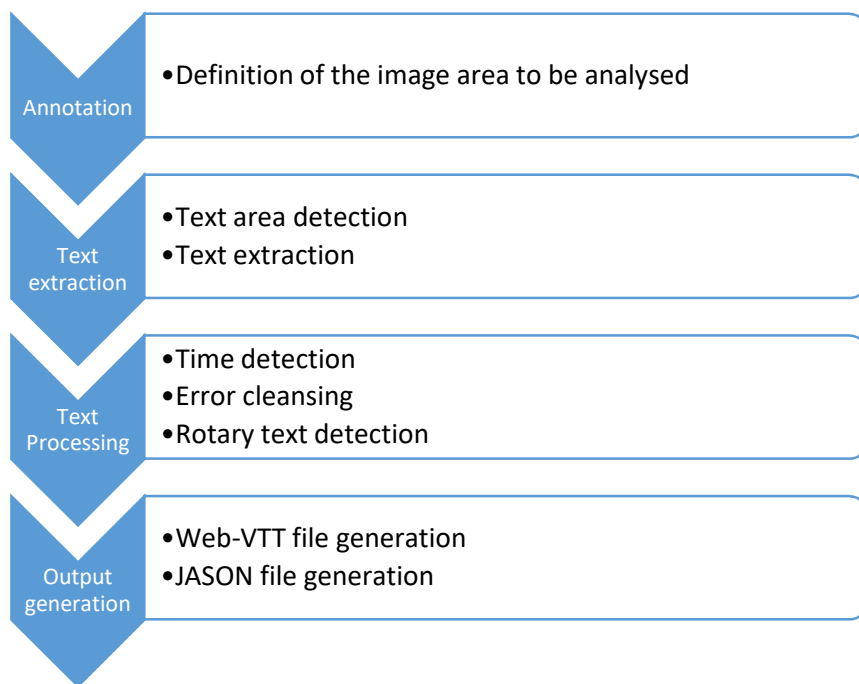 Annotation
•Definition of the image area to be analysed
Text
extraction
•Text area detection
•Text extraction
Text
Processing
•Time detection
•Error cleansing
•Rotary text detection
Output
generation
•Web-VTT file generation
•JASON file generation